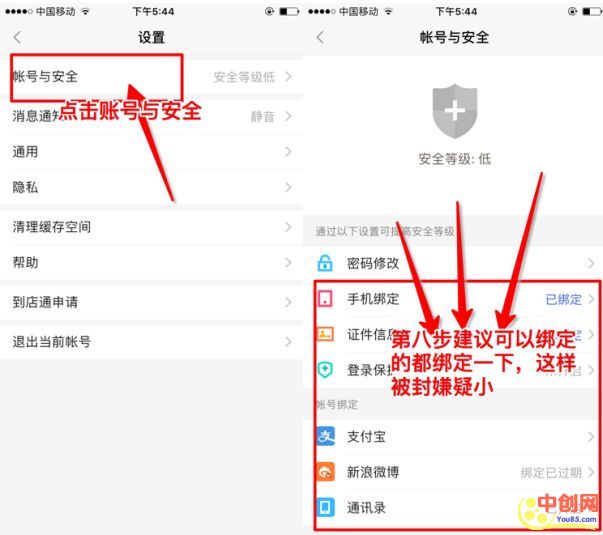 中国移动
下午5:44
设置
帐号与安全
安全等级低
点击账号与安全
消息通知
静音
通用
隐私
清理缓存空间
帮助
到店通申请
退出当前帐号
中国移动
下午5:44
帐号与安全
安全等级: 低
通过以下设置可提高安全等级
密码修改
手机绑定
已绑定
证件信息
定
登录保护
第八步建议可以绑定
的都绑定一下，这样
被封嫌疑小
帐号绑定
支付宝
新浪微博
绑定已过期
通讯录
中创网
You85.com